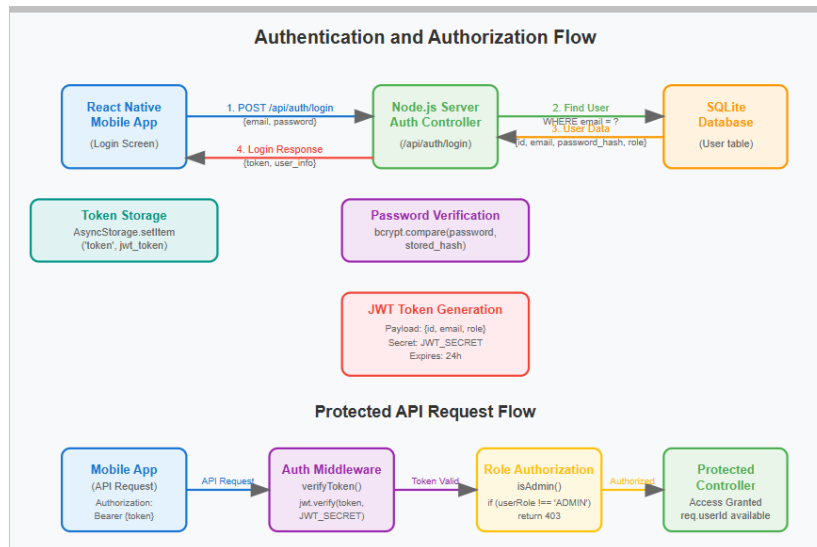 Authentication and Authorization Flow
React Native
Mobile App
(Login Screen)
1. POST /api/auth/login
{email, password}
4. Login Response
{token, user_info}
Node.js Server
Auth Controller
(/api/auth/login)
2. Find User
WHERE email = ?
3. User Data
{id, email, password_hash, role}
SQLite
Database
(User table)
Token Storage
AsyncStorage.setItem
('token', jwt_token)
Password Verification
bcrypt.compare(password,
stored_hash)
JWT Token Generation
Payload: {id, email, role}
Secret: JWT_SECRET
Expires: 24h
Protected API Request Flow
Mobile App
(API Request)
Authorization:
Bearer {token}
API Request
Auth Middleware
verifyToken()
jwt.verify(token,
JWT_SECRET)
Token Valid
Role Authorization
isAdmin()
if (userRole !== 'ADMIN')
return 403
Authorized
Protected
Controller
Access Granted
req.userId available